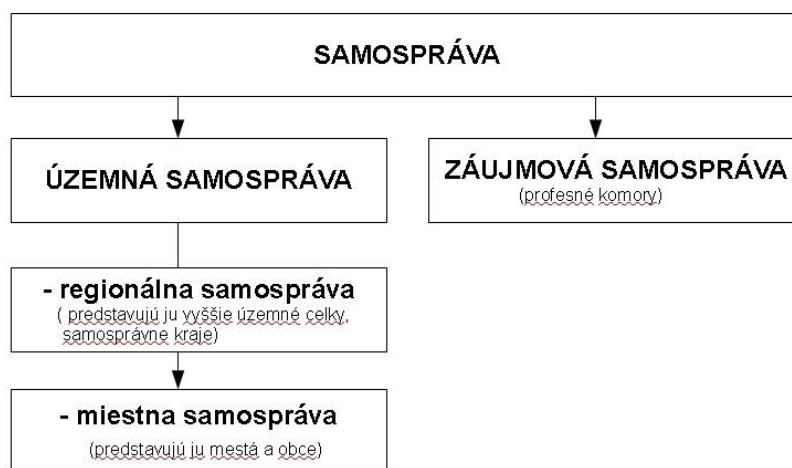 SAMOSPRÁVA
ÚZEMNÁ SAMOSPRÁVA
ZÁUJMOVÁ SAMOSPRÁVA
(profesné komory)
- regionálna samospráva
( predstavujú ju vyššie územné celky,
samosprávne kraje)
- miestna samospráva
(predstavujú ju mestá a obce)